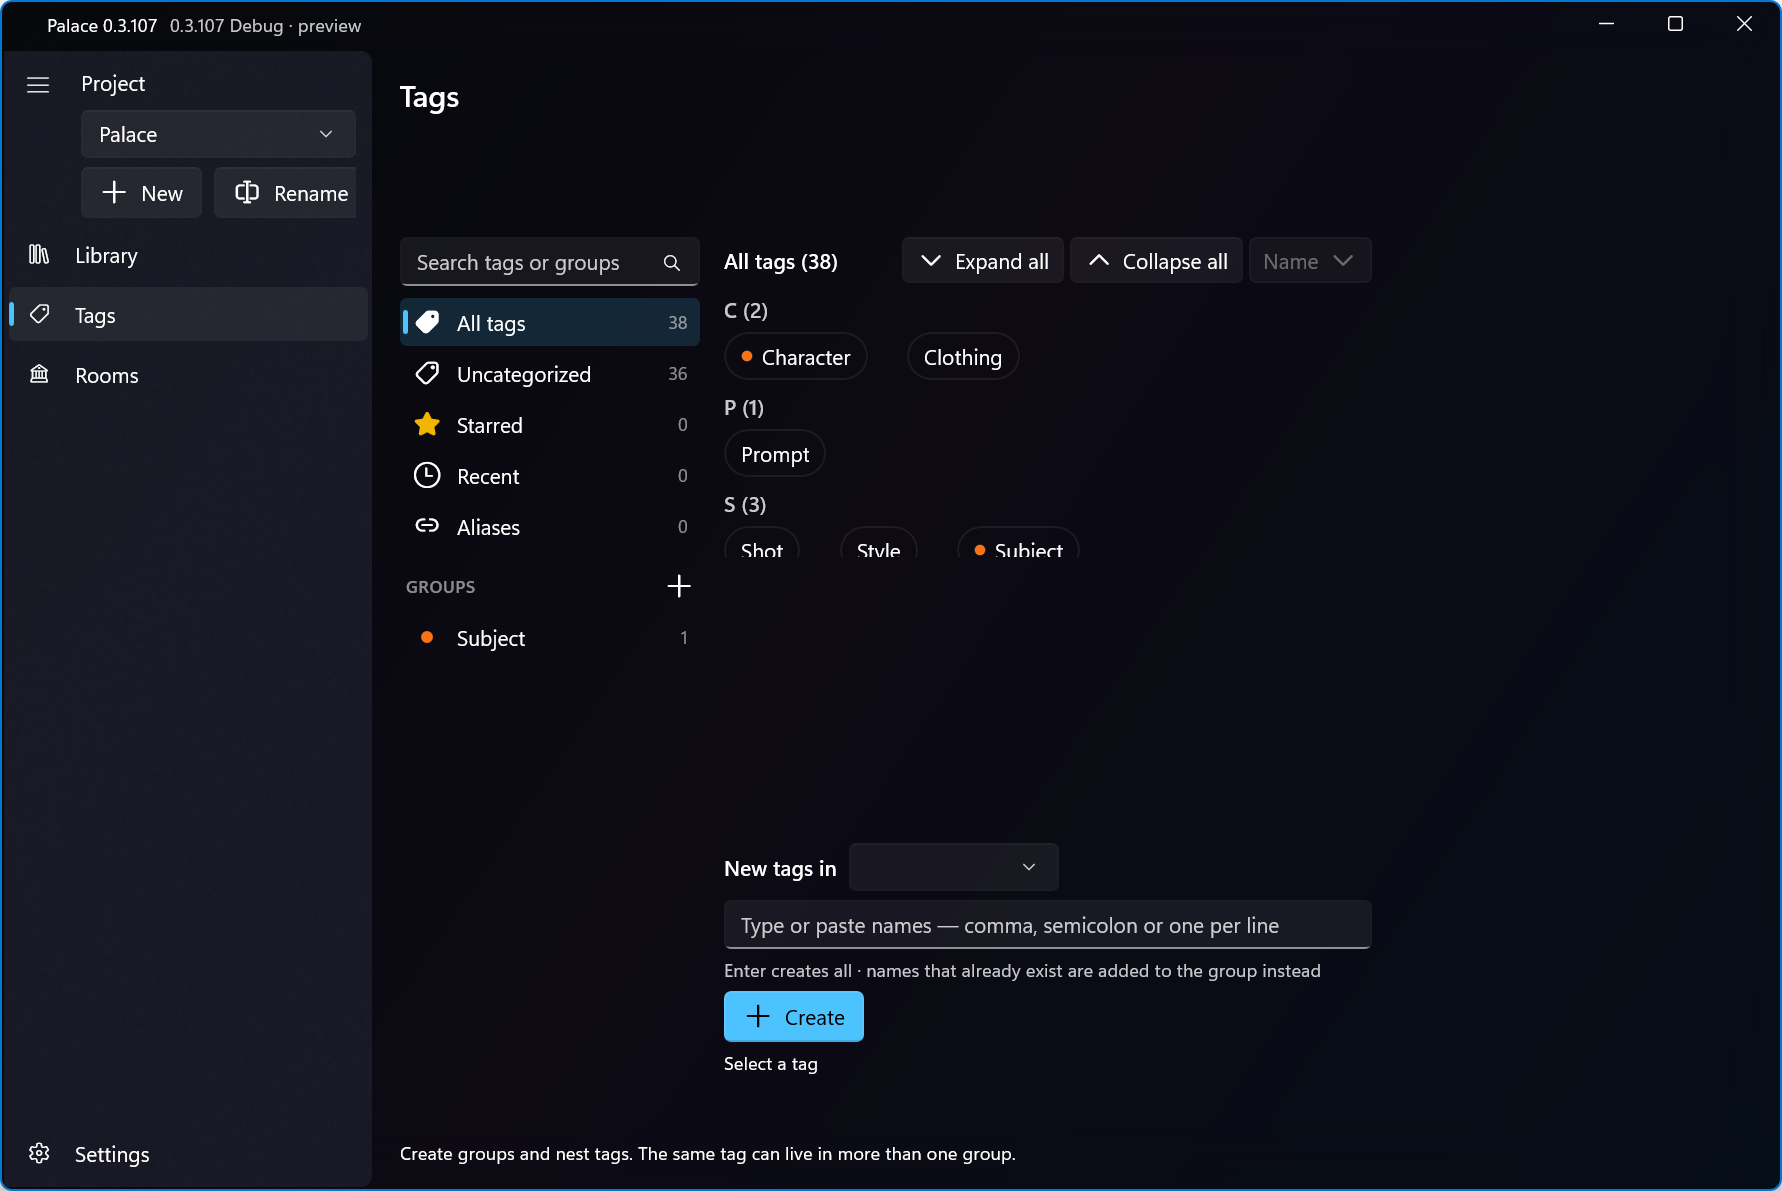 Palace 0.3.107 0.3.107 Debug · preview
Project
Palace
New
Rename
Library
Tags
Rooms
Settings
Tags
Search tags or groups
All tags 38
Uncategorized 36
Starred 0
Recent 0
Aliases 0
GROUPS
Subject 1
All tags (38)
Expand all
Collapse all
Name
C (2)
Character
Clothing
P (1)
Prompt
S (3)
Shot
Style
Subject
New tags in
Type or paste names — comma, semicolon or one per line
Enter creates all · names that already exist are added to the group instead
Create
Select a tag
Create groups and nest tags. The same tag can live in more than one group.